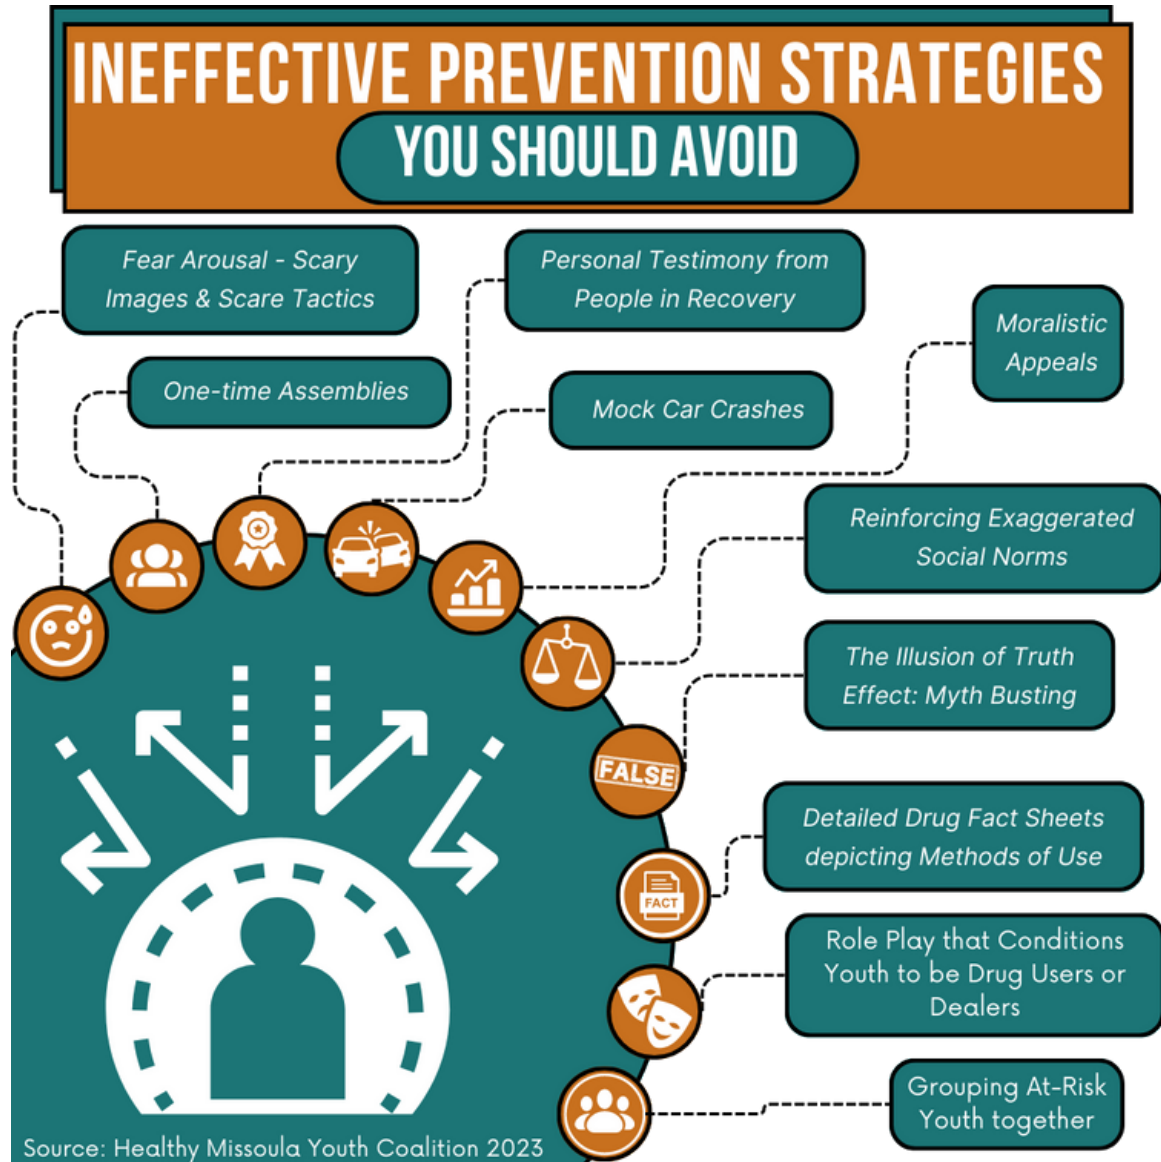 INEFFECTIVE PREVENTION STRATEGIES
YOU SHOULD AVOID
Fear Arousal - Scary
Images & Scare Tactics
Personal Testimony from
People in Recovery
Moralistic
Appeals
One-time Assemblies
Mock Car Crashes
Reinforcing Exaggerated
Social Norms
The Illusion of Truth
Effect: Myth Busting
FALSE
Detailed Drug Fact Sheets
depicting Methods of Use
FACT
Role Play that Conditions
Youth to be Drug Users or
Dealers
Grouping At-Risk
Youth together
Source: Healthy Missoula Youth Coalition 2023